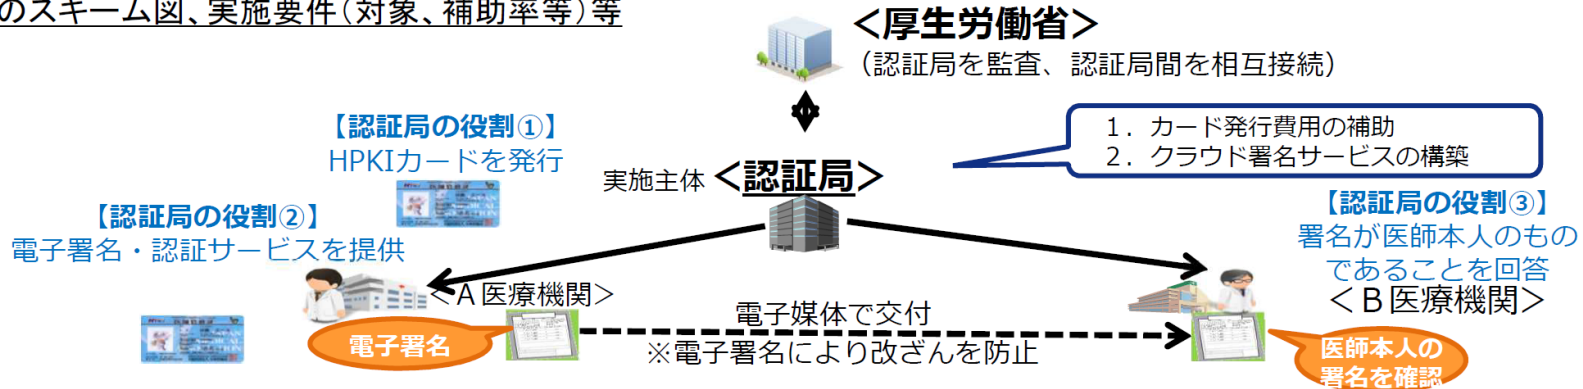 のスキーム図、実施要件（対象、補助率等）等
＜厚生労働省＞
（認証局を監査、認証局間を相互接続）
【認証局の役割①】
HPKIカードを発行
1．カード発行費用の補助
2．クラウド署名サービスの構築
実施主体＜認証局＞
【認証局の役割②】
電子署名・認証サービスを提供
【認証局の役割③】
署名が医師本人のもの
であることを回答
＜A医療機関＞
＜B医療機関＞
電子署名
電子媒体で交付
※電子署名により改ざんを防止
医師本人の
署名を確認